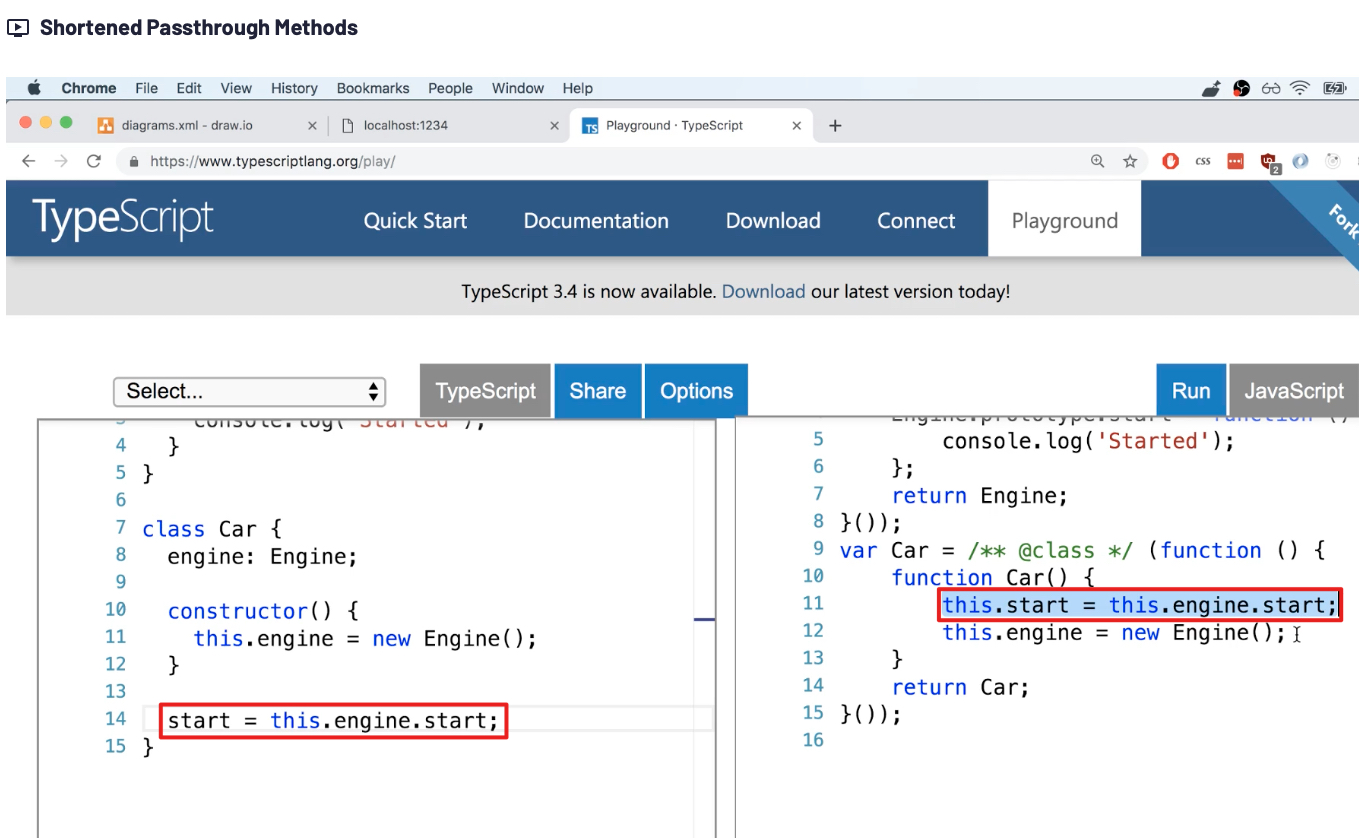 Shortened Passthrough Methods
Chrome File Edit View History Bookmarks People Window Help
diagrams.xml - draw.io
localhost:1234
TS Playground · TypeScript
https://www.typescriptlang.org/play/
css
2
TypeScript
Quick Start
Documentation
Download
Connect
Playground
Fork
TypeScript 3.4 is now available. Download our latest version today!
Select...
TypeScript
Share
Options
Run
JavaScript
3 console.log('Started');
4 }
5 }
6
7 class Car {
8 engine: Engine;
9
10 constructor() {
11 this.engine = new Engine();
12 }
13
14 start = this.engine.start;
15 }
Engine.prototype.start = function ()
5 console.log('Started');
6 };
7 return Engine;
8 }());
9 var Car = /** @class */ (function () {
10 function Car() {
11 this.start = this.engine.start;
12 this.engine = new Engine();
13 }
14 return Car;
15 }());
16